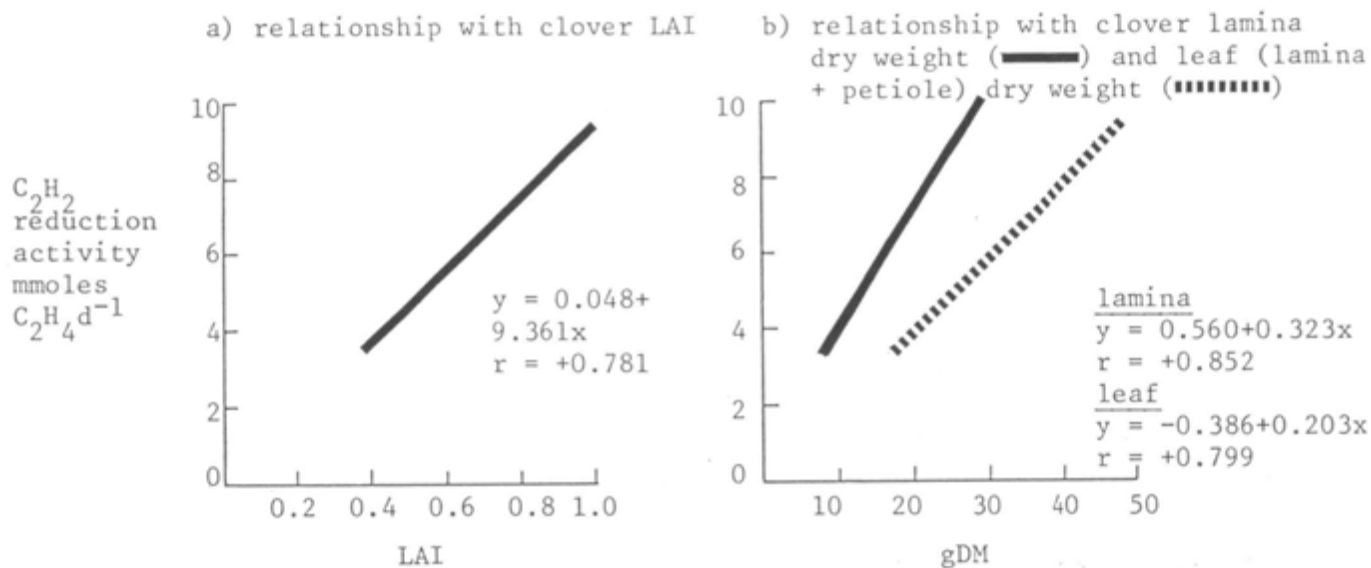 a) relationship with clover LAI
b) relationship with clover lamina
dry weight ( ) and leaf (lamina
+ petiole) dry weight ( )
C2H2
reduction
activity
mmoles
C2H4d-1
10
8
6
4
2
0
0.2 0.4 0.6 0.8 1.0
LAI
y = 0.048+
9.361x
r = +0.781
10
8
6
4
2
0
10 20 30 40 50
gDM
lamina
y = 0.560+0.323x
r = +0.852
leaf
y = -0.386+0.203x
r = +0.799